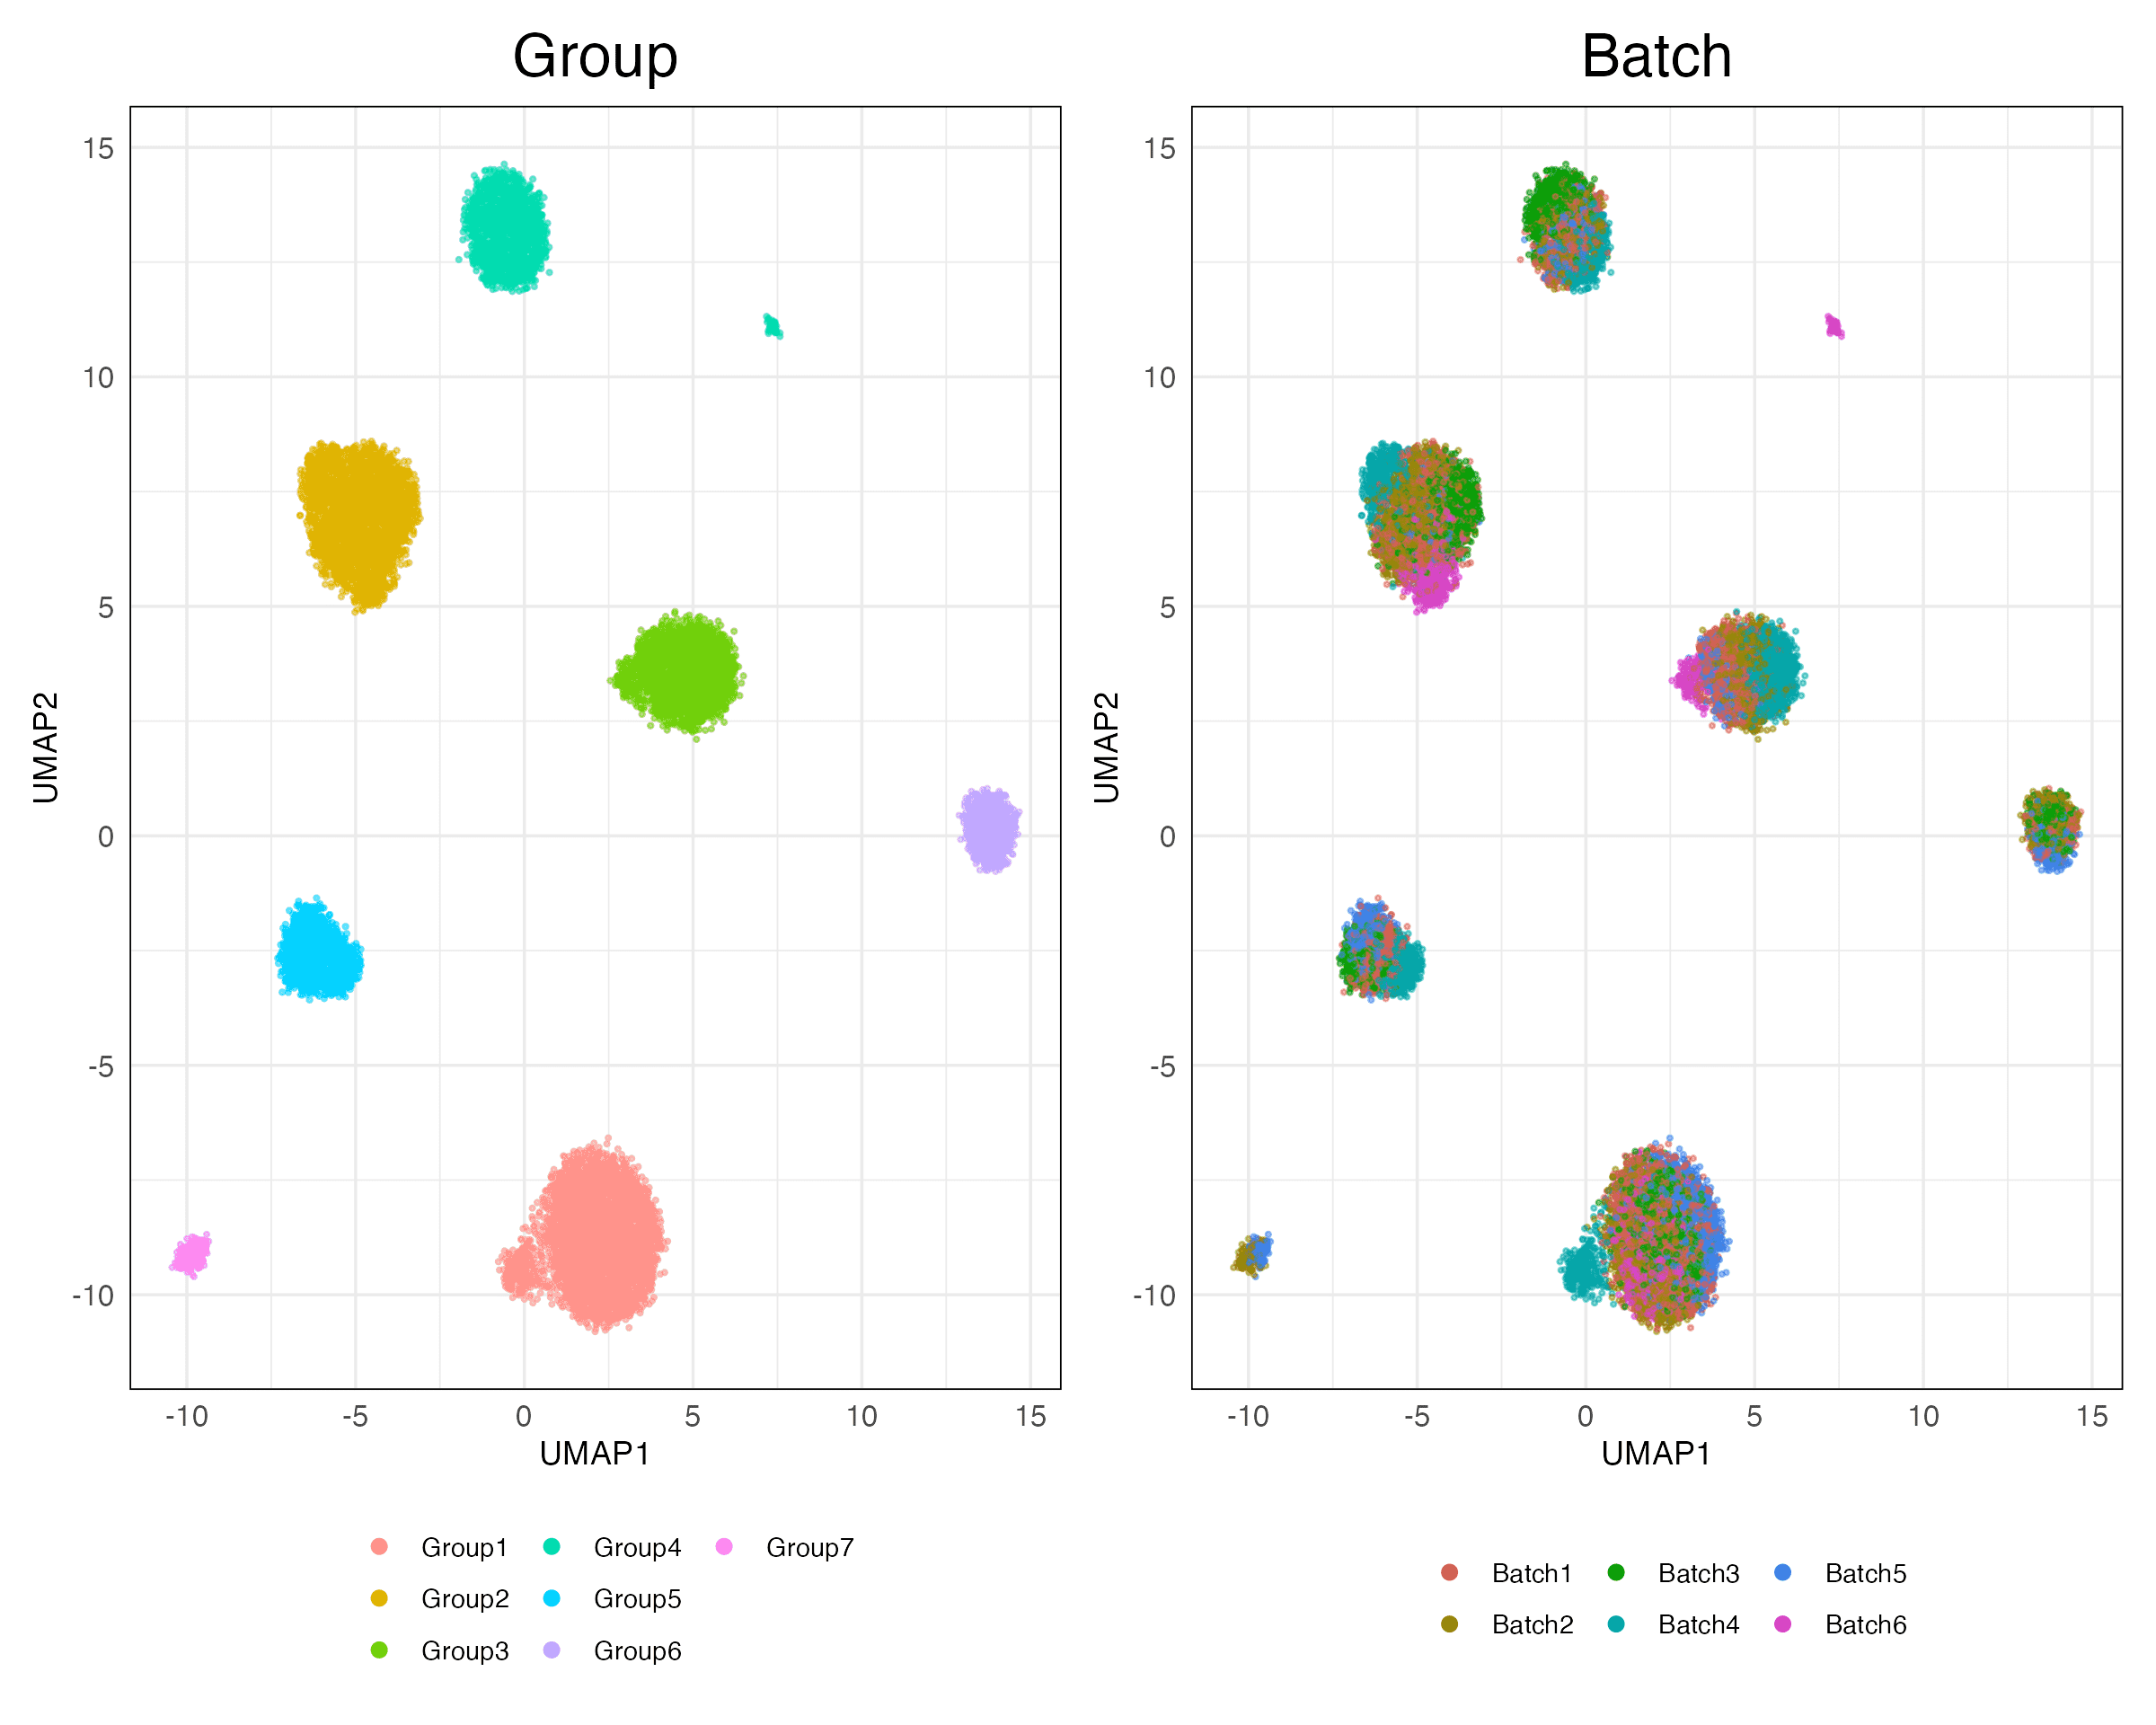 Group
Batch
15
10
5
0
-5
-10
UMAP2
-10 -5 0 5 10 15
UMAP1
15
10
5
0
-5
-10
UMAP2
-10 -5 0 5 10 15
UMAP1
Group1 Group4 Group7
Group2 Group5
Group3 Group6
Batch1 Batch3 Batch5
Batch2 Batch4 Batch6